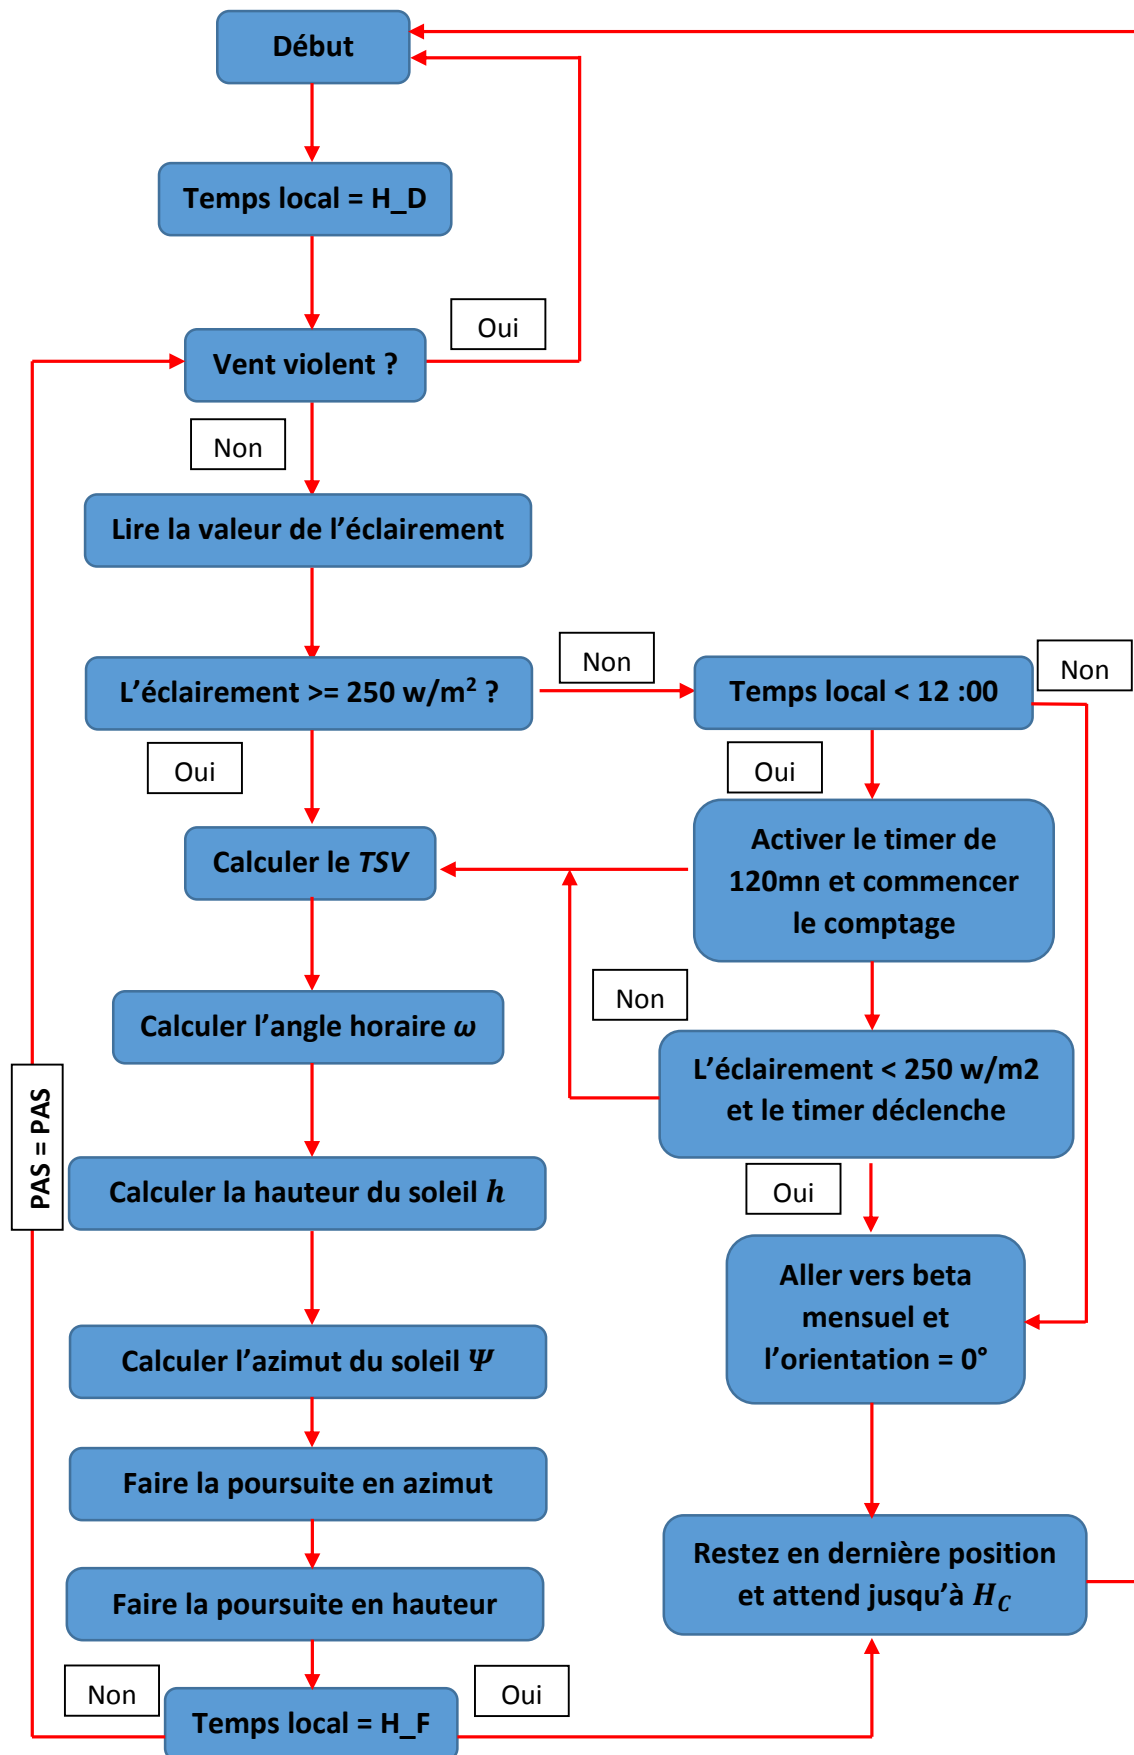 Début
Temps local = H_D
Oui
Vent violent ?
Non
Lire la valeur de l’éclairement
Non
Non
L’éclairement >= 250 w/m² ?
Temps local < 12 :00
Oui
Oui
Calculer le TSV
Activer le timer de
120mn et commencer
le comptage
Non
Calculer l’angle horaire ω
L’éclairement < 250 w/m2
et le timer déclenche
PAS = PAS
Calculer la hauteur du soleil h
Oui
Aller vers beta
mensuel et
l’orientation = 0°
Calculer l’azimut du soleil Ψ
Faire la poursuite en azimut
Restez en dernière position
et attend jusqu’à H_C
Faire la poursuite en hauteur
Non
Oui
Temps local = H_F